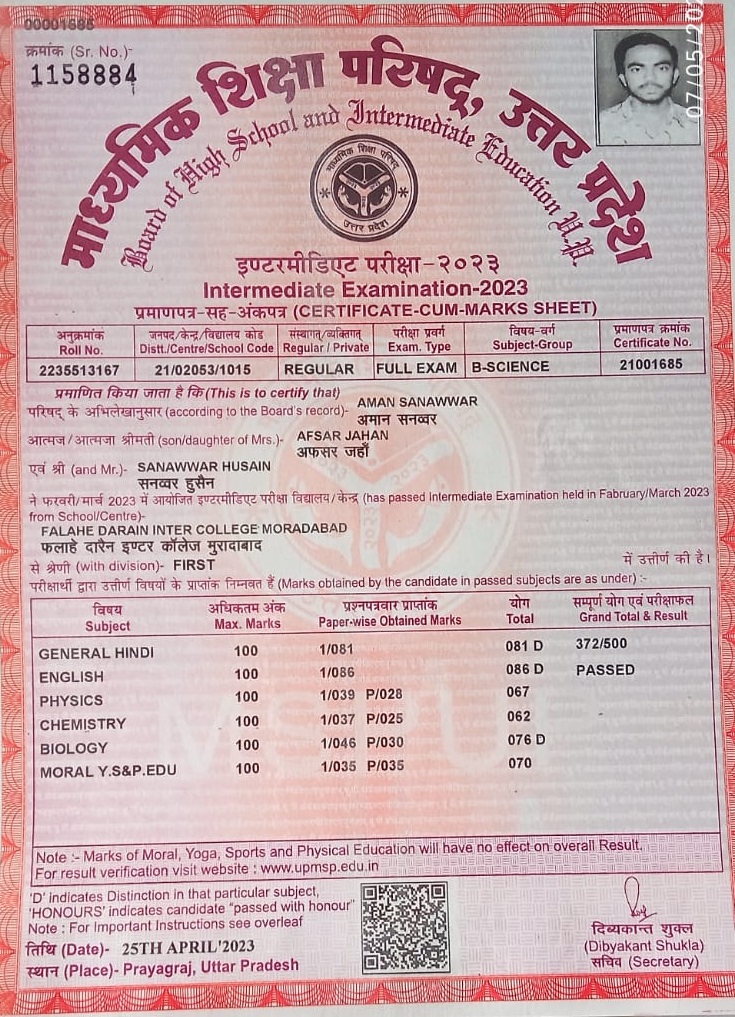 00001685
क्रमांक (Sr. No.)-
1158884
07/05/202
माध्यमिक शिक्षा परिषद्, उत्तर प्रदेश
Board of High School and Intermediate Education U.P.
माध्यमिक शिक्षा परिषद्
उत्तर प्रदेश
इण्टरमीडिएट परीक्षा-२०२३
Intermediate Examination-2023
प्रमाणपत्र-सह-अंकपत्र (CERTIFICATE-CUM-MARKS SHEET)
अनुक्रमांक जनपद/केन्द्र/विद्यालय कोड संस्थागत/व्यक्तिगत परीक्षा प्रवर्ग विषय-वर्ग प्रमाणपत्र क्रमांक
Roll No. Distt./Centre/School Code Regular / Private Exam. Type Subject-Group Certificate No.
2235513167 21/02053/1015 REGULAR FULL EXAM B-SCIENCE 21001685
प्रमाणित किया जाता है कि (This is to certify that)
परिषद् के अभिलेखानुसार (according to the Board's record)- AMAN SANAWWAR
अमान सनव्वर
आत्मज/आत्मजा श्रीमती (son/daughter of Mrs.)- AFSAR JAHAN
अफसर जहाँ
एवं श्री (and Mr.)- SANAWWAR HUSAIN
सनव्वर हुसैन
ने फरवरी/मार्च 2023 में आयोजित इण्टरमीडिएट परीक्षा विद्यालय/केन्द्र (has passed Intermediate Examination held in Fabruary/March 2023
from School/Centre)-
FALAHE DARAIN INTER COLLEGE MORADABAD
फलाहे दारैन इण्टर कॉलेज मुरादाबाद
से श्रेणी (with division)- FIRST में उत्तीर्ण की है।
परीक्षार्थी द्वारा उत्तीर्ण विषयों के प्राप्तांक निम्नवत हैं (Marks obtained by the candidate in passed subjects are as under) :-
विषय अधिकतम अंक प्रश्नपत्रवार प्राप्तांक योग सम्पूर्ण योग एवं परीक्षाफल
Subject Max. Marks Paper-wise Obtained Marks Total Grand Total & Result
GENERAL HINDI 100 1/081 081 D 372/500
ENGLISH 100 1/086 086 D PASSED
PHYSICS 100 1/039 P/028 067
CHEMISTRY 100 1/037 P/025 062
BIOLOGY 100 1/046 P/030 076 D
MORAL Y.S&P.EDU 100 1/035 P/035 070
Note :- Marks of Moral, Yoga, Sports and Physical Education will have no effect on overall Result.
For result verification visit website : www.upmsp.edu.in
'D' indicates Distinction in that particular subject,
'HONOURS' indicates candidate "passed with honour"
Note : For Important Instructions see overleaf
तिथि (Date)- 25TH APRIL'2023
स्थान (Place)- Prayagraj, Uttar Pradesh
दिब्यकान्त शुक्ल
(Dibyakant Shukla)
सचिव (Secretary)